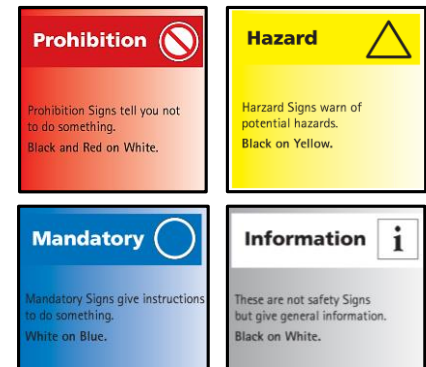 Prohibition
Prohibition Signs tell you not
to do something.
Black and Red on White.
Hazard
Harzard Signs warn of
potential hazards.
Black on Yellow.
Mandatory
Mandatory Signs give instructions
to do something.
White on Blue.
Information i
These are not safety Signs
but give general information.
Black on White.